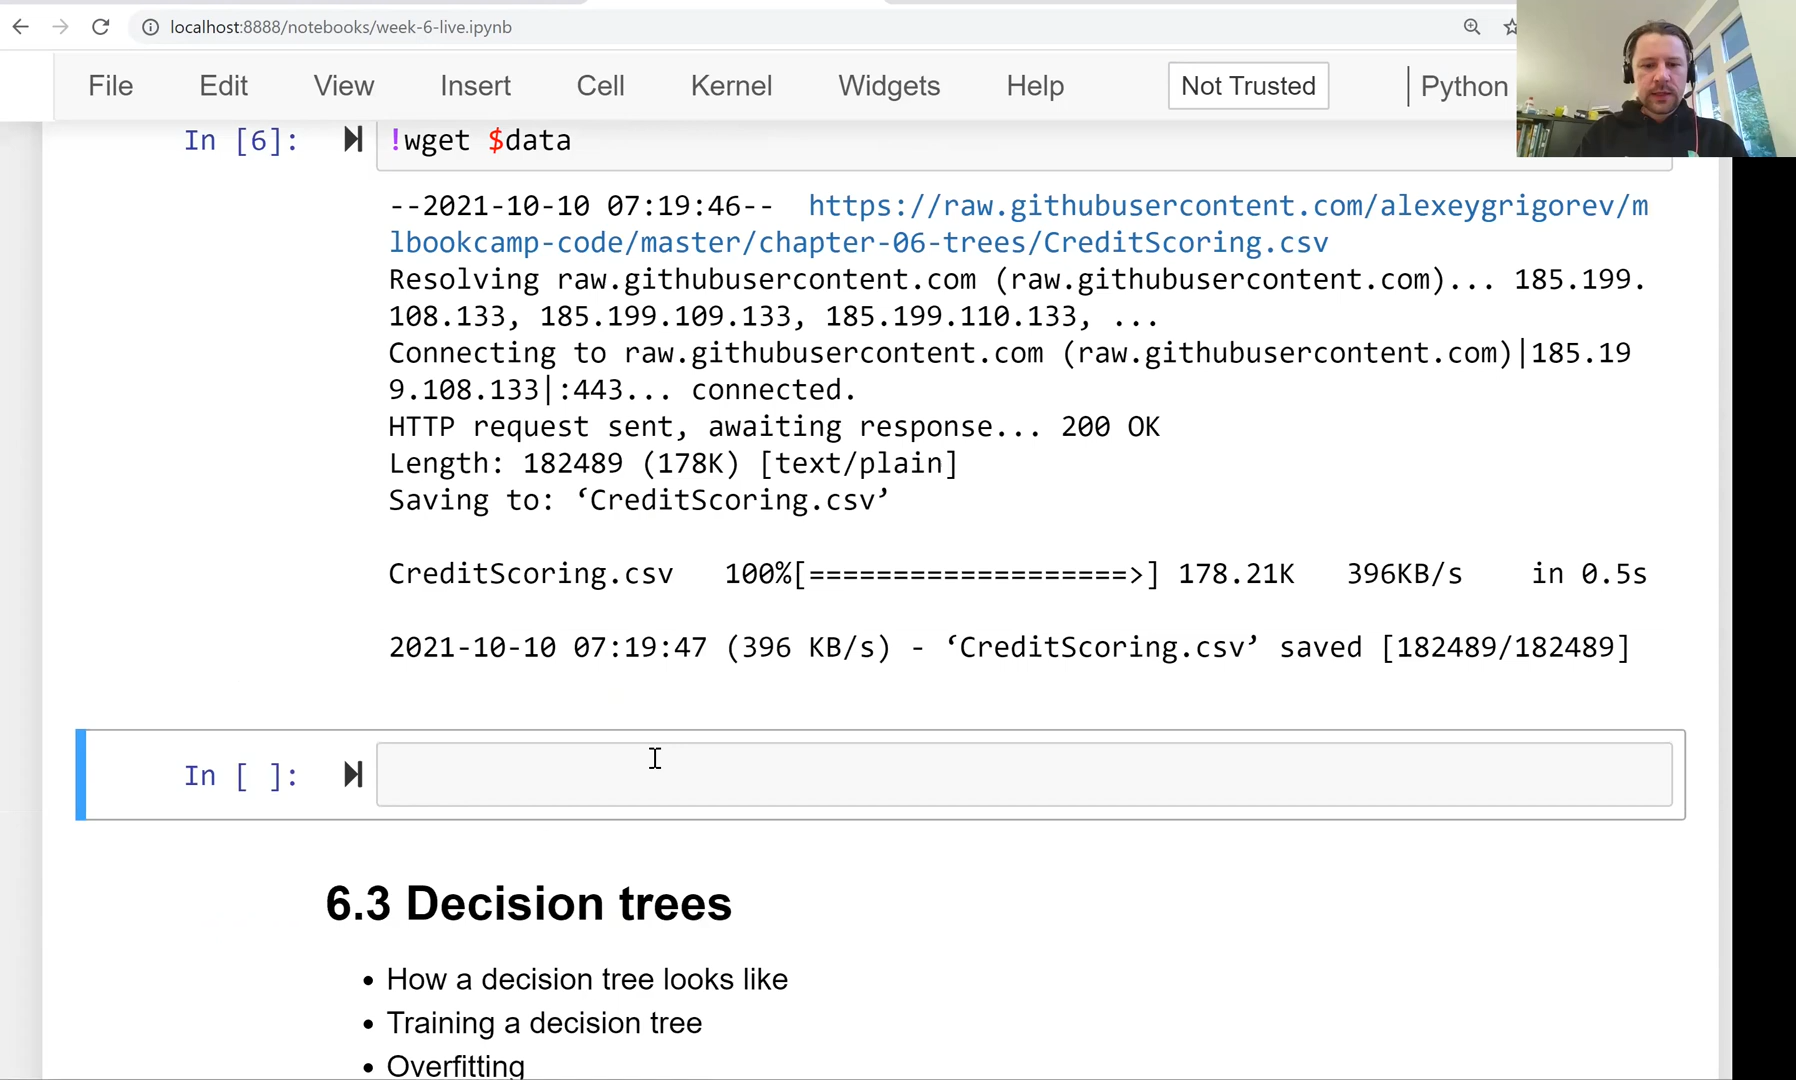 localhost:8888/notebooks/week-6-live.ipynb
File Edit View Insert Cell Kernel Widgets Help Not Trusted Python
In [6]: !wget $data
--2021-10-10 07:19:46-- https://raw.githubusercontent.com/alexeygrigorev/m
lbookcamp-code/master/chapter-06-trees/CreditScoring.csv
Resolving raw.githubusercontent.com (raw.githubusercontent.com)... 185.199.
108.133, 185.199.109.133, 185.199.110.133, ...
Connecting to raw.githubusercontent.com (raw.githubusercontent.com)|185.19
9.108.133|:443... connected.
HTTP request sent, awaiting response... 200 OK
Length: 182489 (178K) [text/plain]
Saving to: ‘CreditScoring.csv’
CreditScoring.csv 100%[===================>] 178.21K 396KB/s in 0.5s
2021-10-10 07:19:47 (396 KB/s) - ‘CreditScoring.csv’ saved [182489/182489]
In [ ]:
6.3 Decision trees
• How a decision tree looks like
• Training a decision tree
• Overfitting